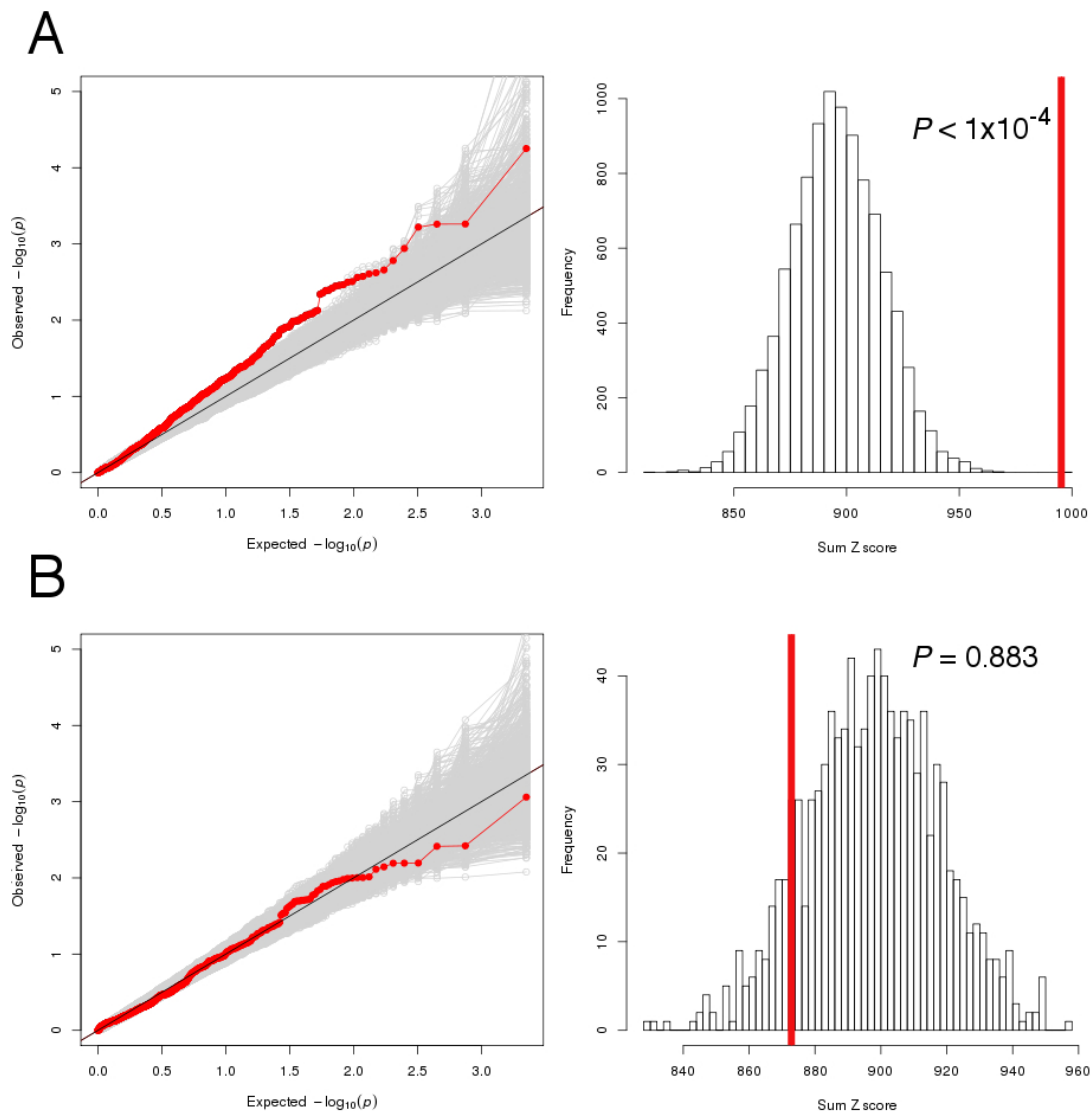 A
5
4
3
2
1
0
Observed −log₁₀(p)
0.0 0.5 1.0 1.5 2.0 2.5 3.0
Expected −log₁₀(p)
P < 1x10⁻⁴
1000
800
600
400
200
0
Frequency
850 900 950 1000
Sum Z score
B
5
4
3
2
1
0
Observed −log₁₀(p)
0.0 0.5 1.0 1.5 2.0 2.5 3.0
Expected −log₁₀(p)
P = 0.883
40
30
20
10
0
Frequency
840 860 880 900 920 940 960
Sum Z score